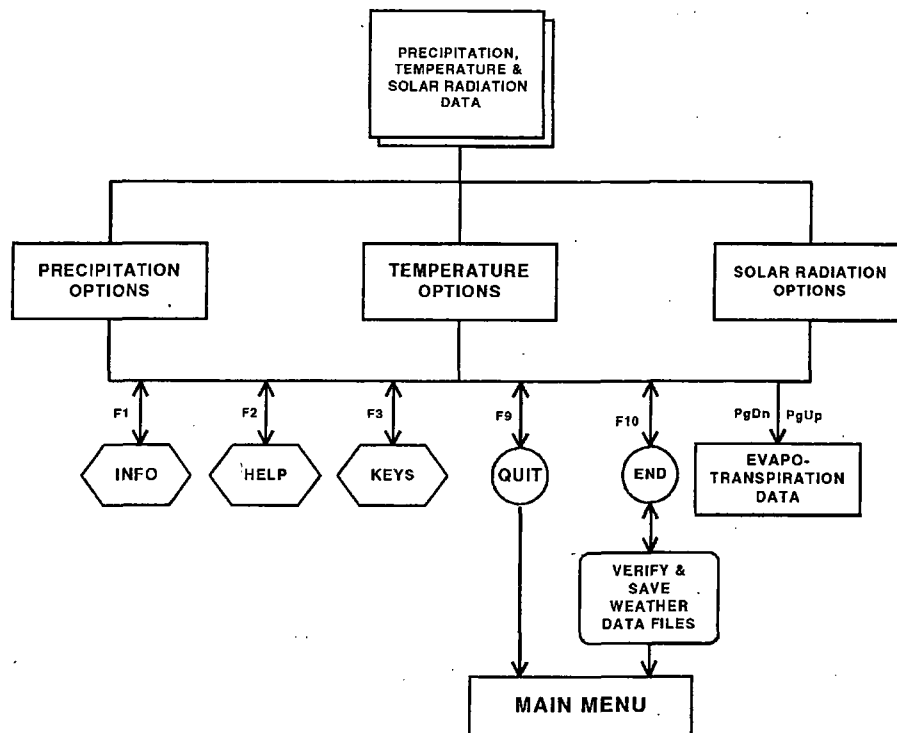 PRECIPITATION,
TEMPERATURE &
SOLAR RADIATION
DATA
PRECIPITATION
OPTIONS
TEMPERATURE
OPTIONS
SOLAR RADIATION
OPTIONS
F1
F2
F3
F9
F10
PgDn
PgUp
INFO
HELP
KEYS
QUIT
END
EVAPO-
TRANSPIRATION
DATA
VERIFY &
SAVE
WEATHER
DATA FILES
MAIN MENU